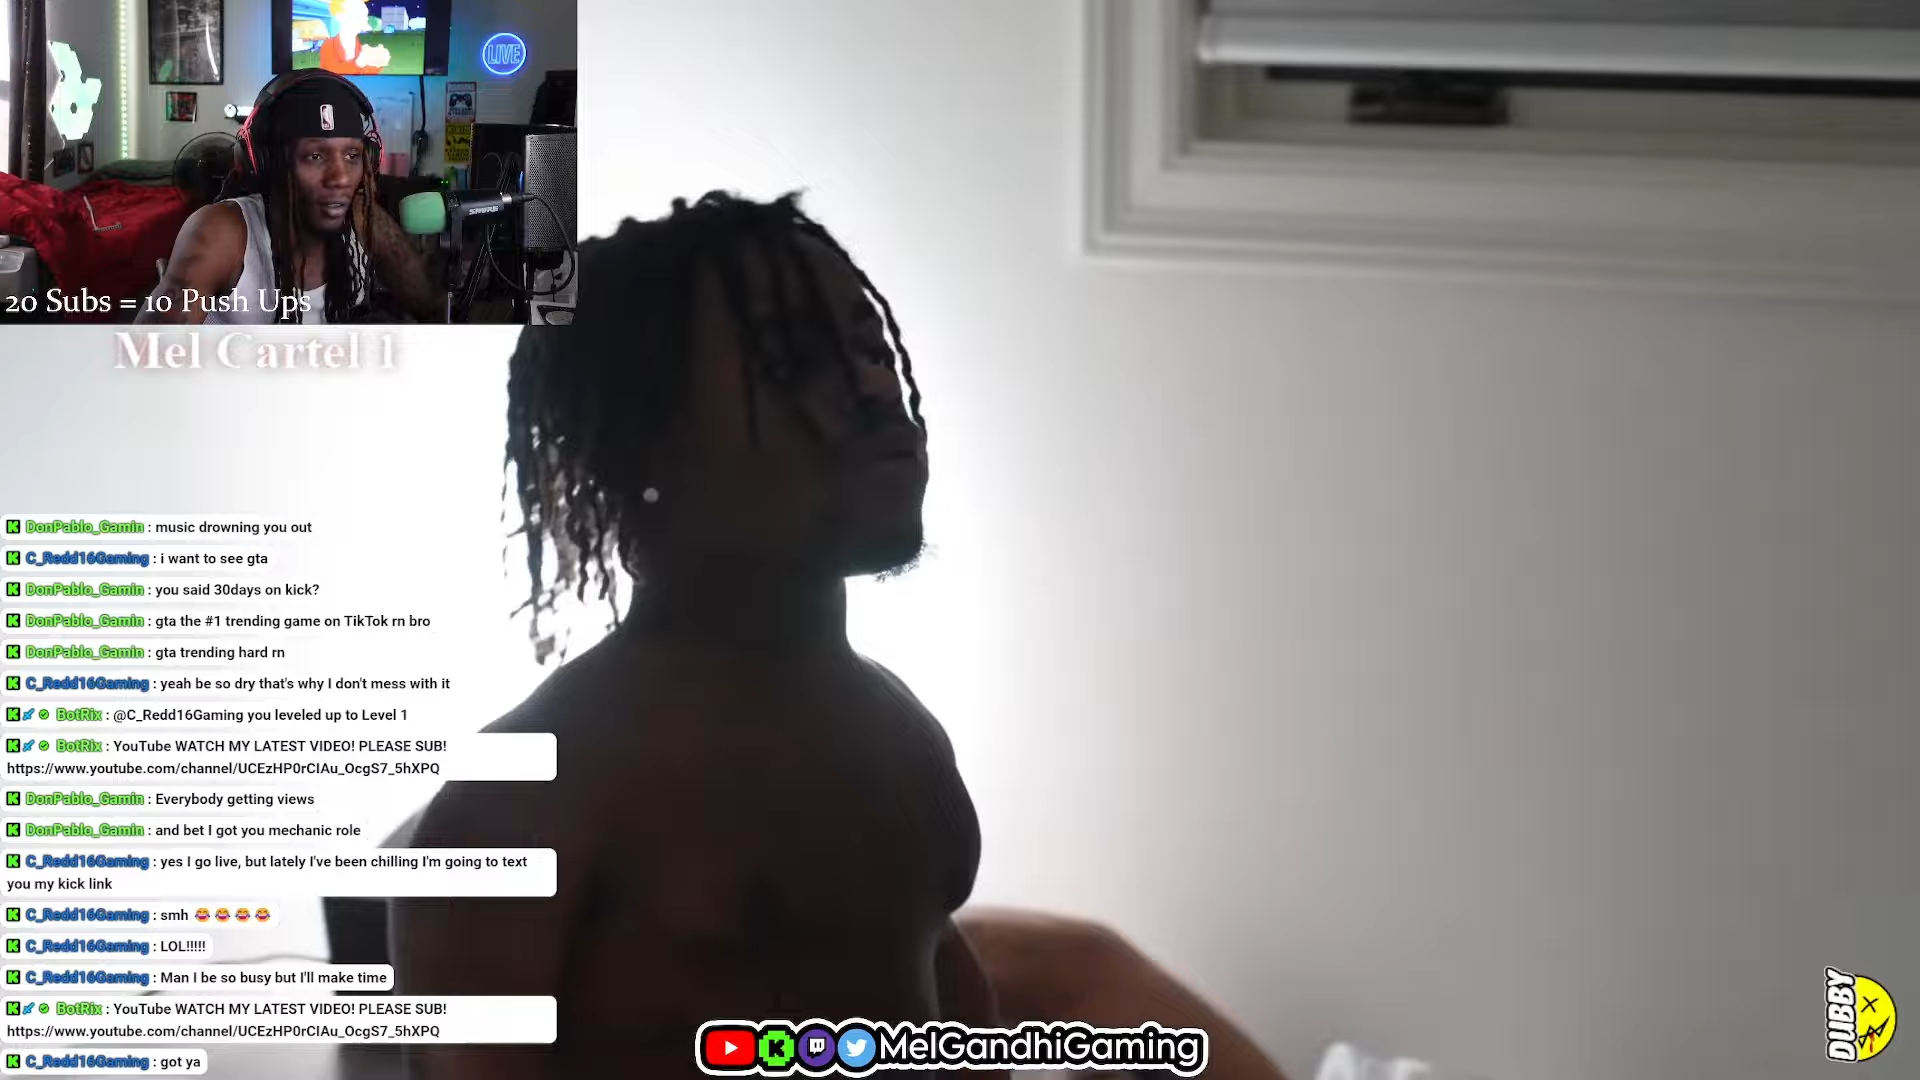 LIVE
20 Subs = 10 Push Ups
Mel Cartel 1
DonPablo_Gamin : music drowning you out
C_Redd16Gaming : i want to see gta
DonPablo_Gamin : you said 30days on kick?
DonPablo_Gamin : gta the #1 trending game on TikTok rn bro
DonPablo_Gamin : gta trending hard rn
C_Redd16Gaming : yeah be so dry that's why I don't mess with it
BotRix : @C_Redd16Gaming you leveled up to Level 1
BotRix : YouTube WATCH MY LATEST VIDEO! PLEASE SUB!
https://www.youtube.com/channel/UCEzHP0rCIAu_OcgS7_5hXPQ
DonPablo_Gamin : Everybody getting views
DonPablo_Gamin : and bet I got you mechanic role
C_Redd16Gaming : yes I go live, but lately I've been chilling I'm going to text
you my kick link
C_Redd16Gaming : smh 😂 😂 😂 😂
C_Redd16Gaming : LOL!!!!!
C_Redd16Gaming : Man I be so busy but I'll make time
BotRix : YouTube WATCH MY LATEST VIDEO! PLEASE SUB!
https://www.youtube.com/channel/UCEzHP0rCIAu_OcgS7_5hXPQ
C_Redd16Gaming : got ya
MelGandhiGaming
DUBBY